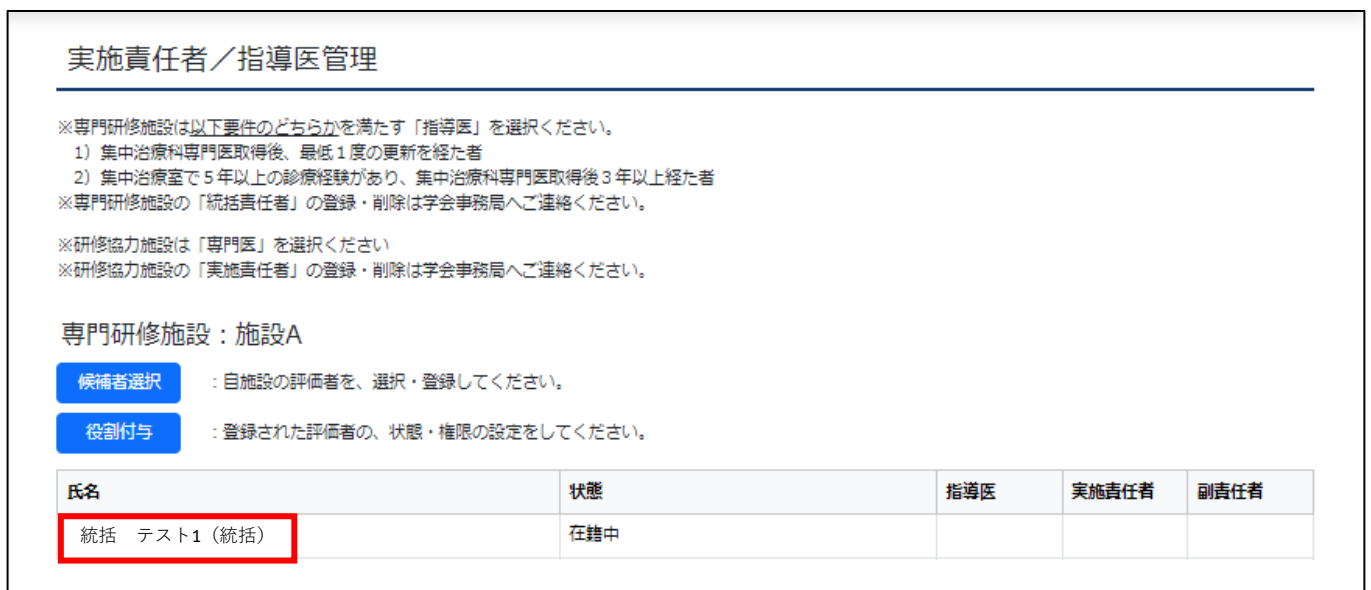 実施責任者／指導医管理
※専門研修施設は以下要件のどちらかを満たす「指導医」を選択ください。
1）集中治療科専門医取得後、最低１度の更新を経た者
2）集中治療室で５年以上の診療経験があり、集中治療科専門医取得後３年以上経た者
※専門研修施設の「統括責任者」の登録・削除は学会事務局へご連絡ください。
※研修協力施設は「専門医」を選択ください
※研修協力施設の「実施責任者」の登録・削除は学会事務局へご連絡ください。
専門研修施設：施設A
候補者選択 ：自施設の評価者を、選択・登録してください。
役割付与 ：登録された評価者の、状態・権限の設定をしてください。
氏名 状態 指導医 実施責任者 副責任者
統括　テスト1（統括） 在籍中